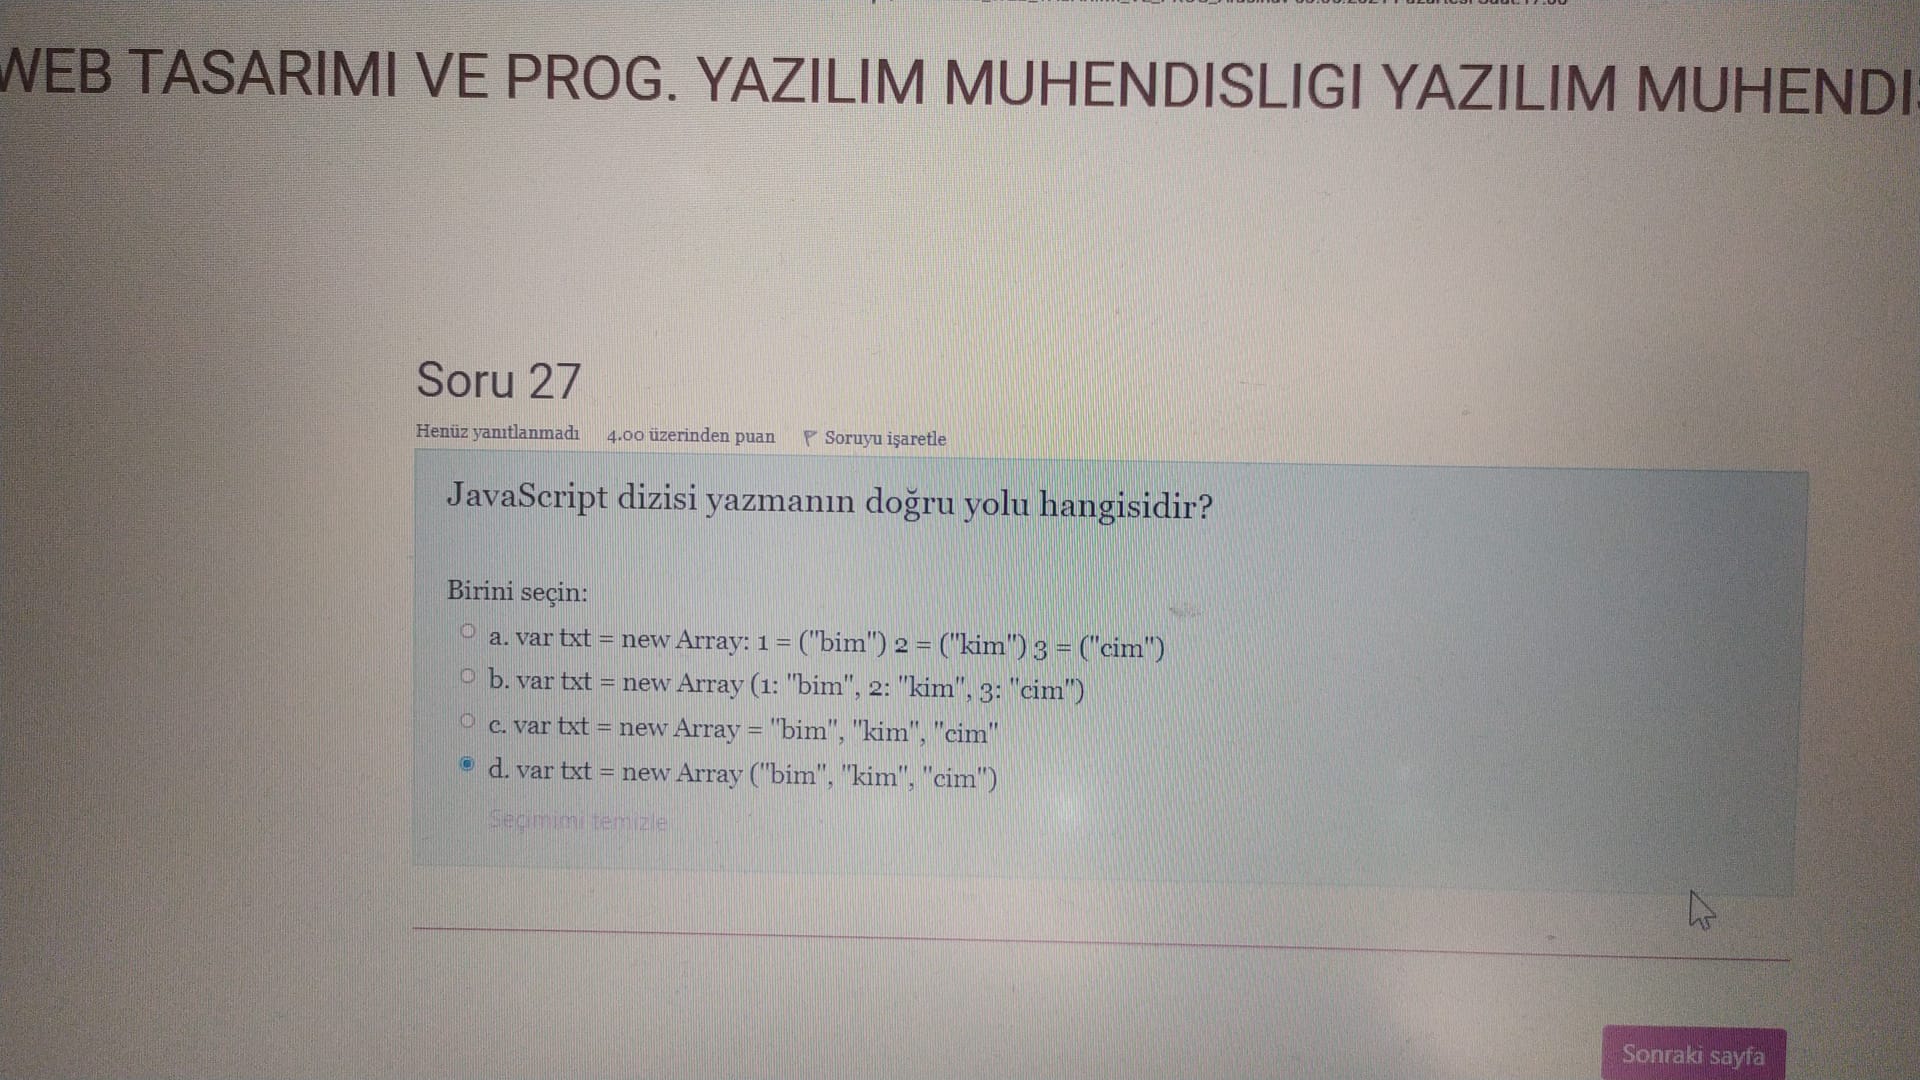 WEB TASARIMI VE PROG. YAZILIM MUHENDISLIGI YAZILIM MUHENDIS
Soru 27
Henüz yanıtlanmadı 4.00 üzerinden puan Soruyu işaretle
JavaScript dizisi yazmanın doğru yolu hangisidir?
Birini seçin:
a. var txt = new Array: 1 = ("bim") 2 = ("kim") 3 = ("cim")
b. var txt = new Array (1: "bim", 2: "kim", 3: "cim")
c. var txt = new Array = "bim", "kim", "cim"
d. var txt = new Array ("bim", "kim", "cim")
Seçimimi temizle
Sonraki sayfa